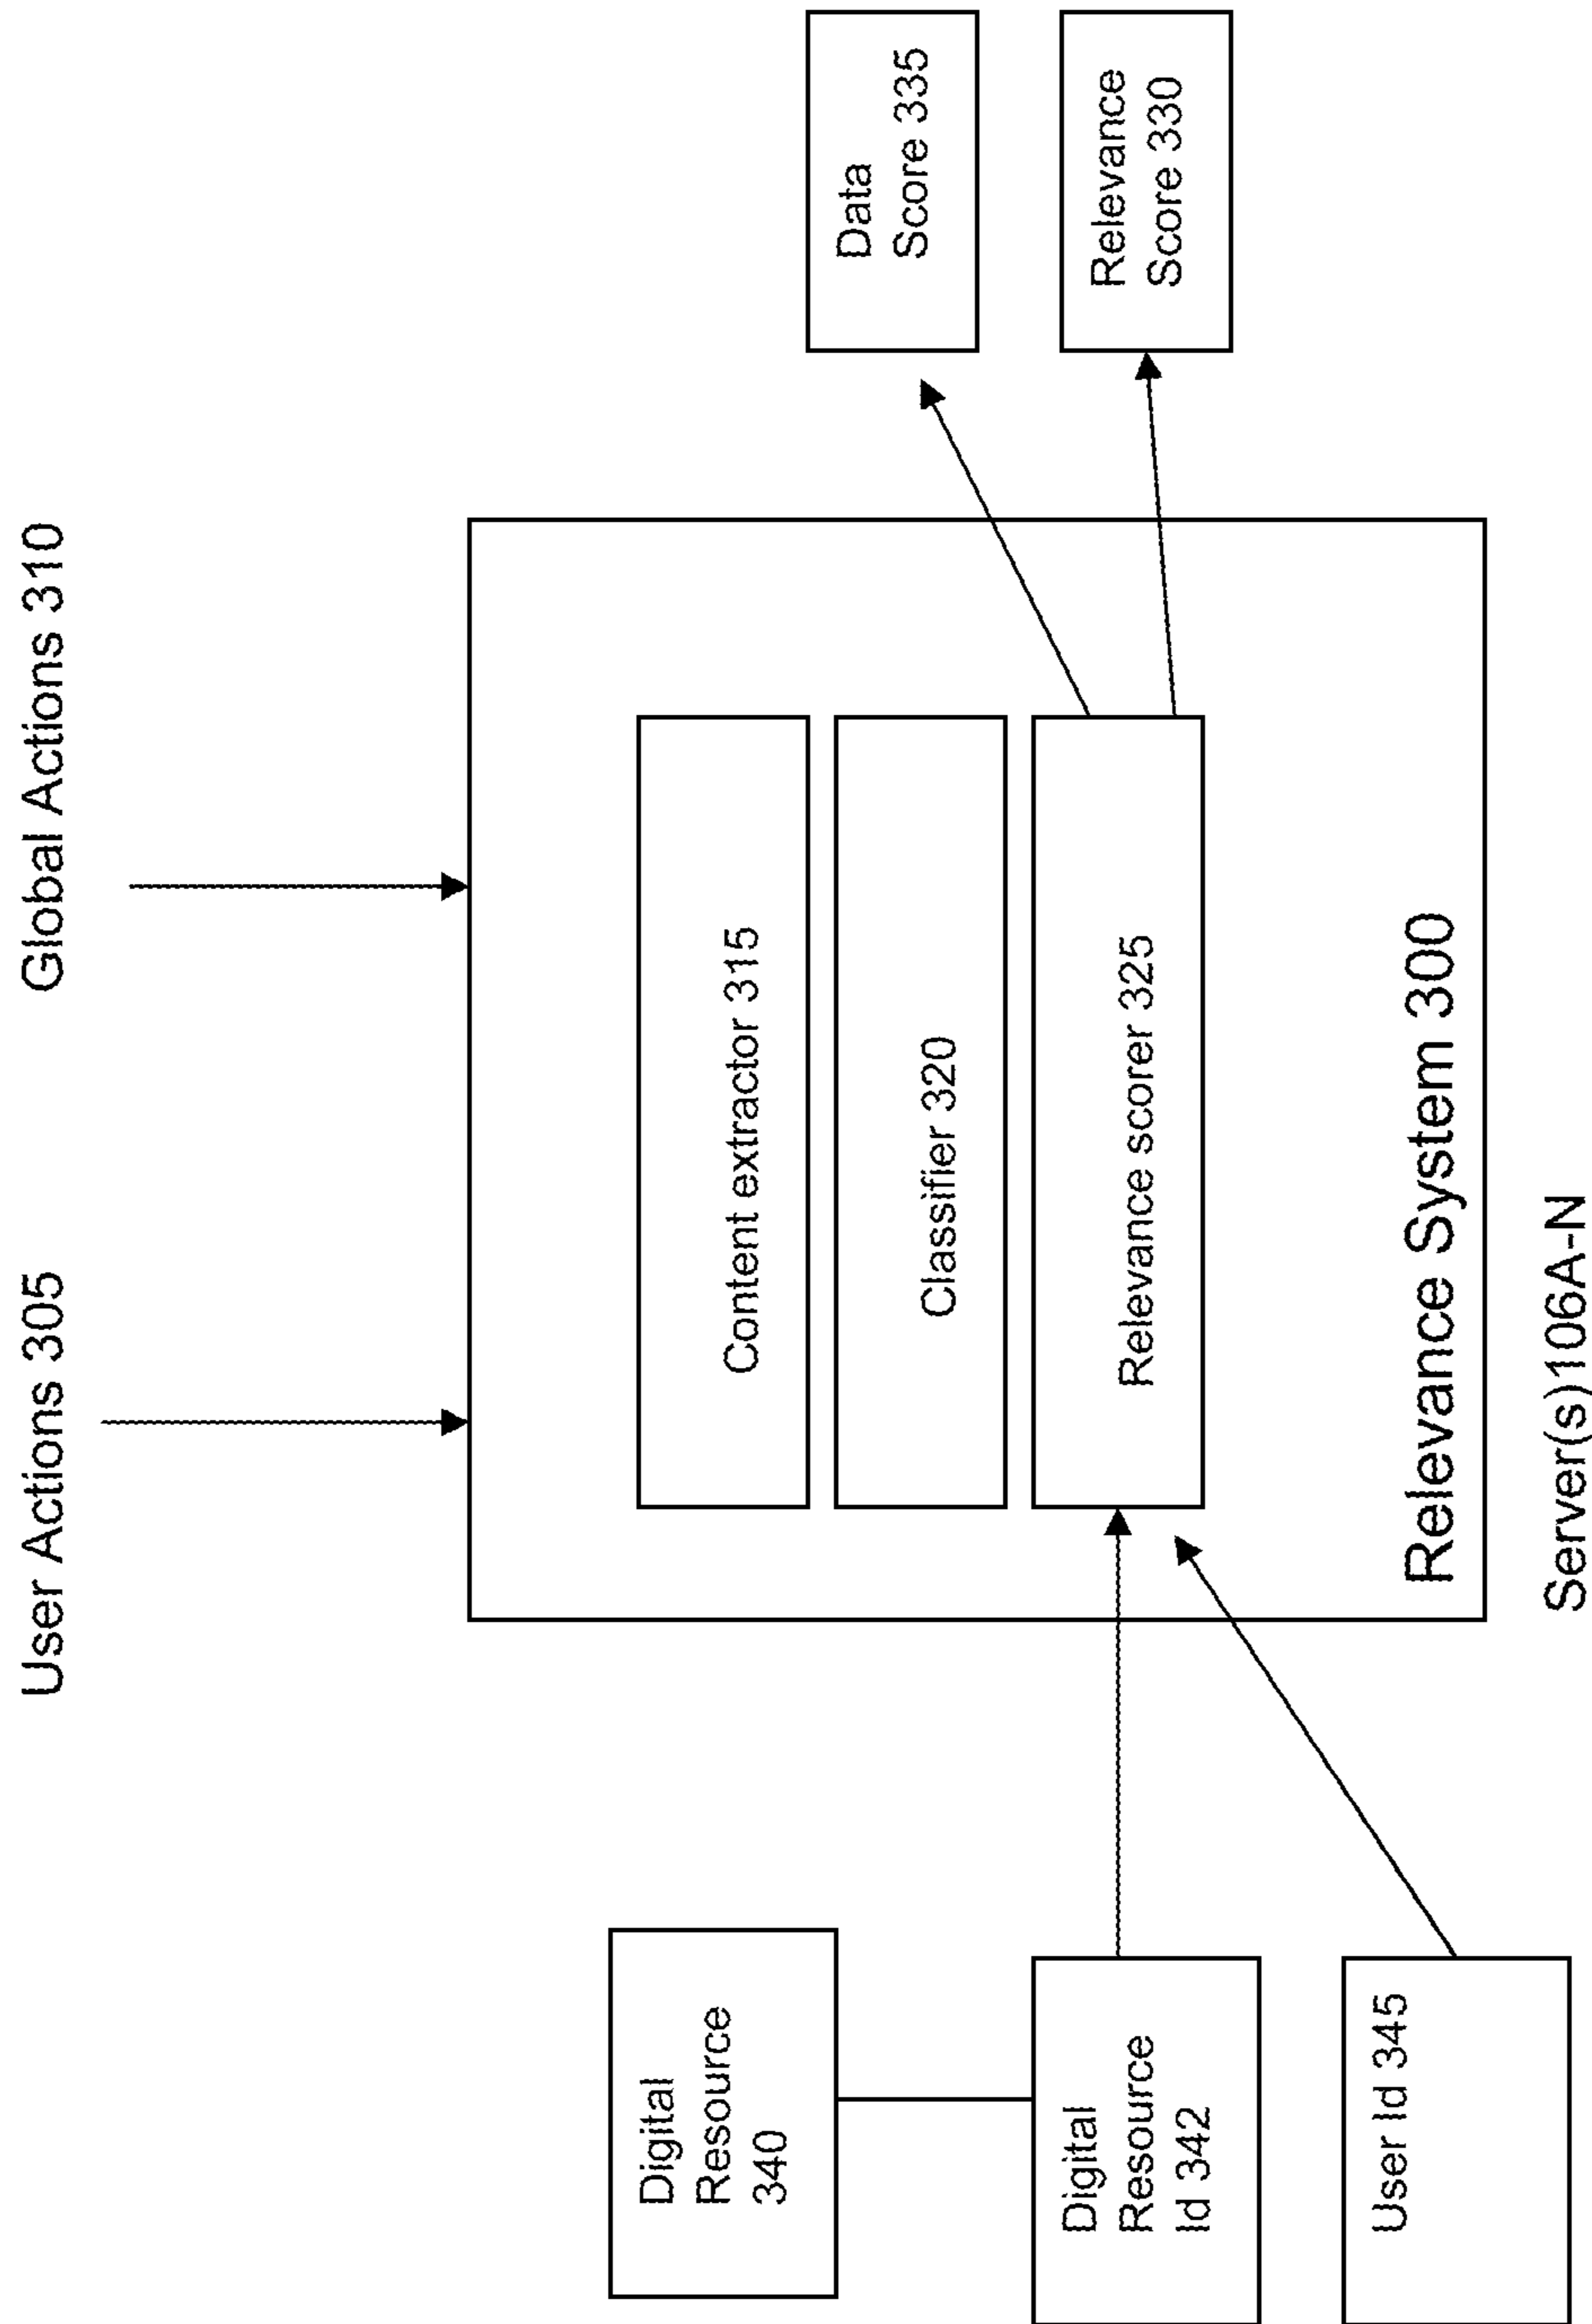 User Actions 305
Global Actions 310
Digital
Resource
340
Digital
Resource
Id 342
User Id 345
Content extractor 315
Classifier 320
Relevance scorer 325
Relevance System 300
Server(s)106A-N
Data
Score 335
Relevance
Score 330